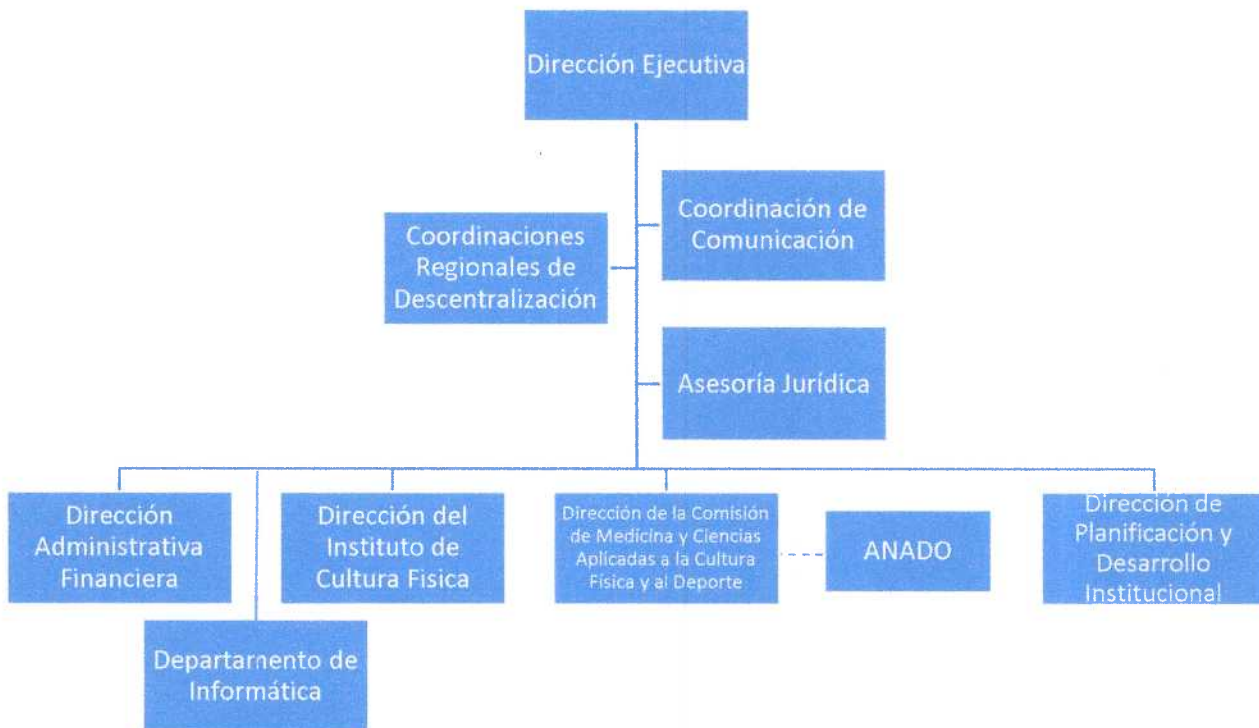 Dirección Ejecutiva
Coordinación de
Comunicación
Coordinaciones
Regionales de
Descentralización
Asesoría Jurídica
Dirección
Administrativa
Financiera
Dirección del
Instituto de
Cultura Fisica
Dirección de la Comisión
de Medicina y Ciencias
Aplicadas a la Cultura
Física y al Deporte
ANADO
Dirección de
Planificación y
Desarrollo
Institucional
Departamento de
Informática